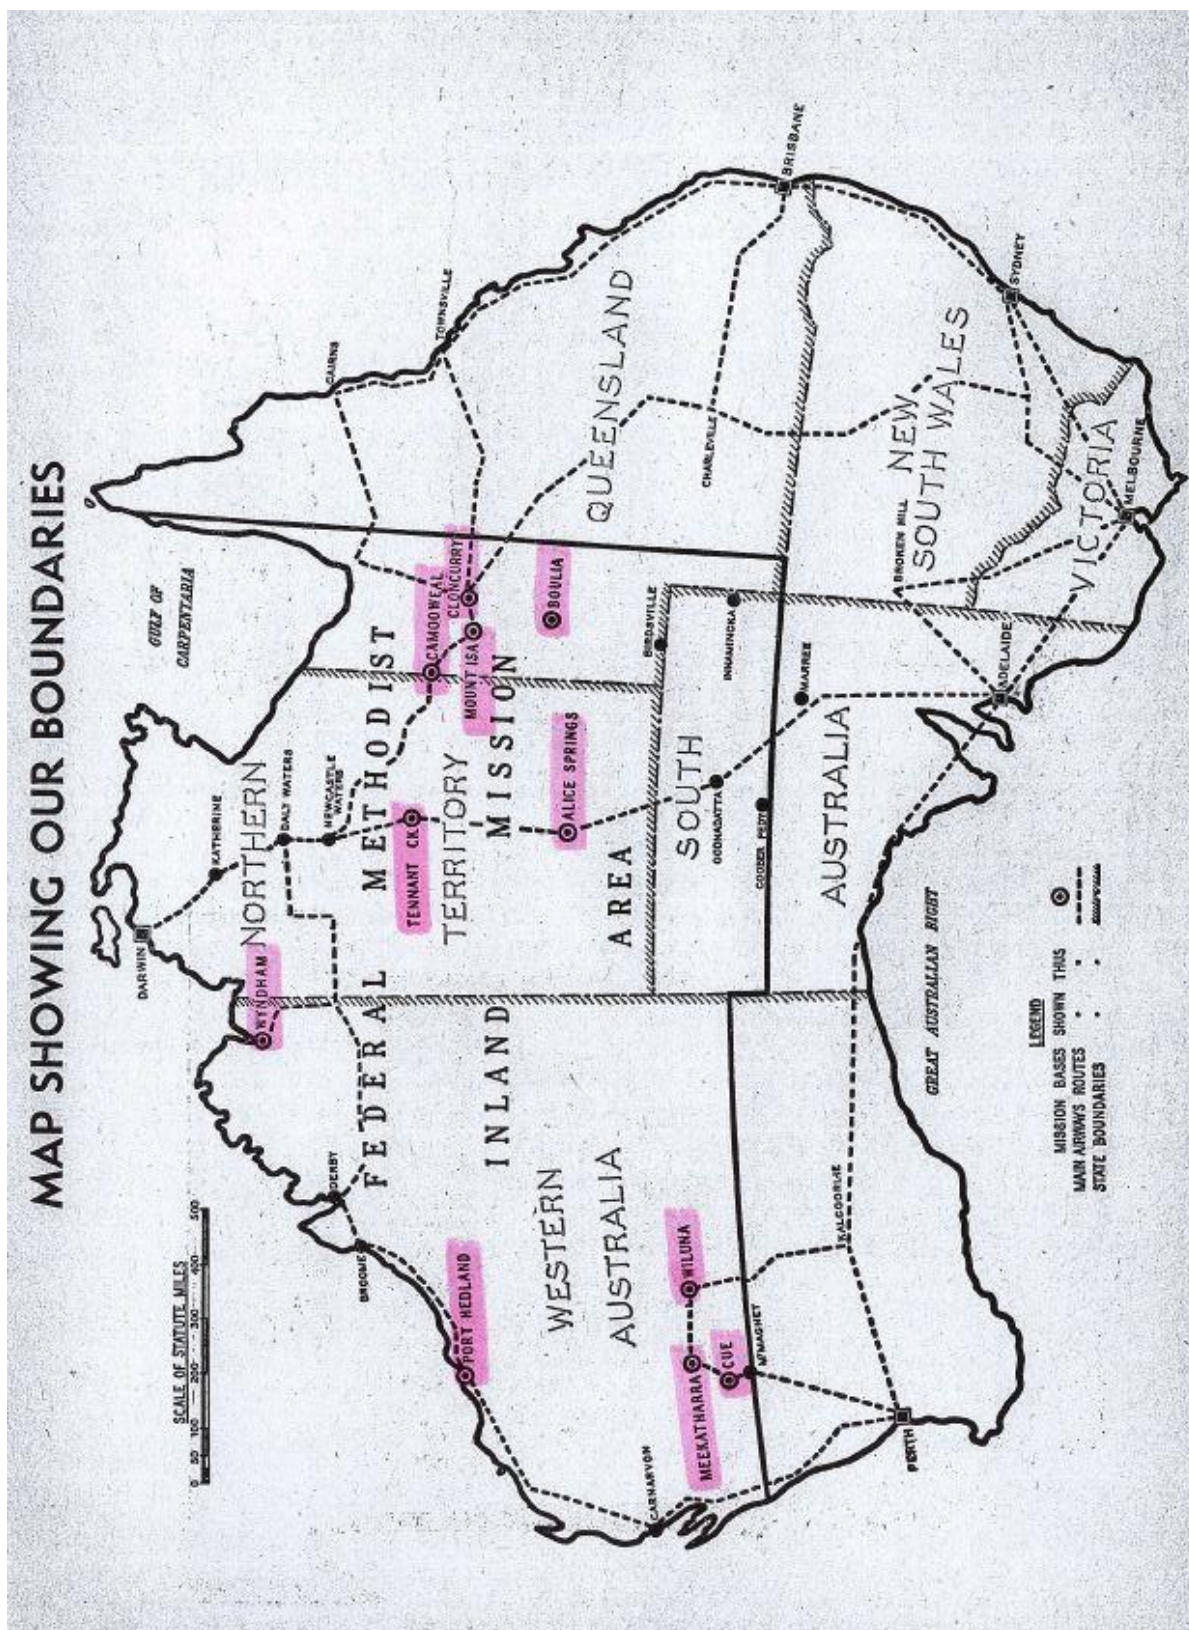 MAP SHOWING OUR BOUNDARIES
SCALE OF STATUTE MILES
0 50 100 200 300 400 500
GULF OF
CARPENTARIA
DARWIN
KATHERINE
WYNDHAM
NORTHERN
DALY WATERS
NEWCASTLE
WATERS
CAIRNS
TOWNSVILLE
DERBY
BROOME
FEDERAL METHODIST
TENNANT CK
CAMOOWEAL
CLONCURRY
TERRITORY
MOUNT ISA
PORT HEDLAND
INLAND MISSION
BOULIA
ALICE SPRINGS
WESTERN
AUSTRALIA
AREA
QUEENSLAND
CARNARVON
BIRDSVILLE
MEEKATHARRA
WILUNA
SOUTH
CHARLEVILLE
OODNADATTA
INNAMINCKA
CUE
MT MAGNET
COOBER PEDY
MARREE
BRISBANE
KALGOORLIE
AUSTRALIA
NEW
SOUTH WALES
BROKEN HILL
PERTH
GREAT AUSTRALIAN BIGHT
ADELAIDE
SYDNEY
VICTORIA
MELBOURNE
LEGEND
MISSION BASES SHOWN THUS
MAIN AIRWAYS ROUTES " "
STATE BOUNDARIES " "